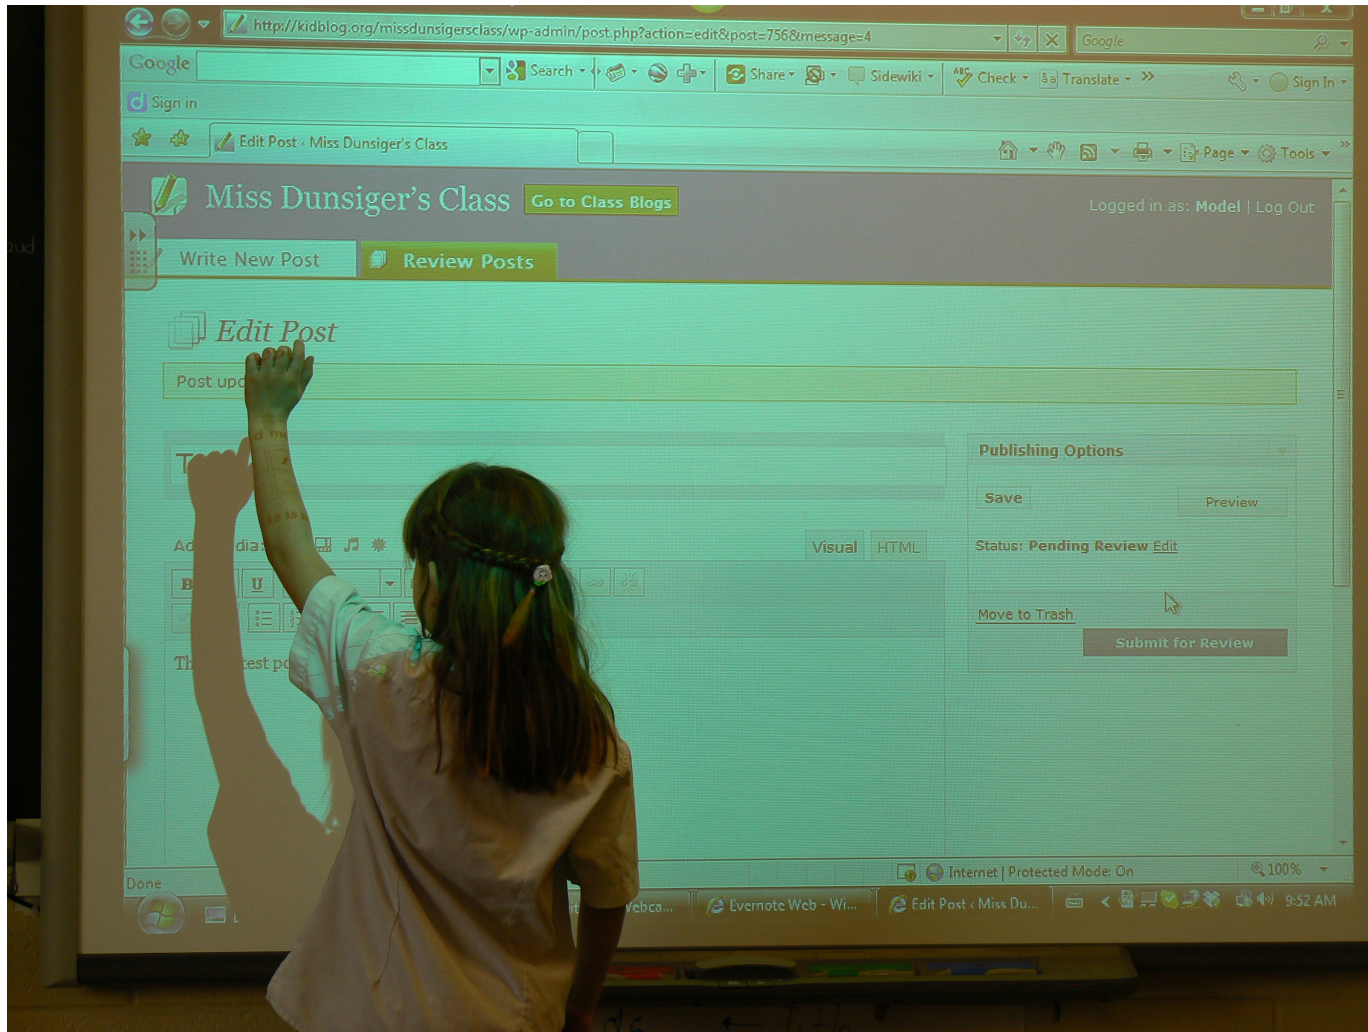 http://kidblog.org/missdunsigersclass/wp-admin/post.php?action=edit&post=756&message=4 Google
Google Search Share Sidewiki Check Translate Sign In
Sign in
Edit Post ‹ Miss Dunsiger's Class Page Tools
Miss Dunsiger's Class Go to Class Blogs Logged in as: Model | Log Out
Write New Post Review Posts
Edit Post
Post
Publishing Options
Save Preview
Visual HTML Status: Pending Review Edit
B U
Move to Trash
Submit for Review
test
Done Internet | Protected Mode: On 100%
Evernote Web - Wi... Edit Post ‹ Miss Du... 9:52 AM